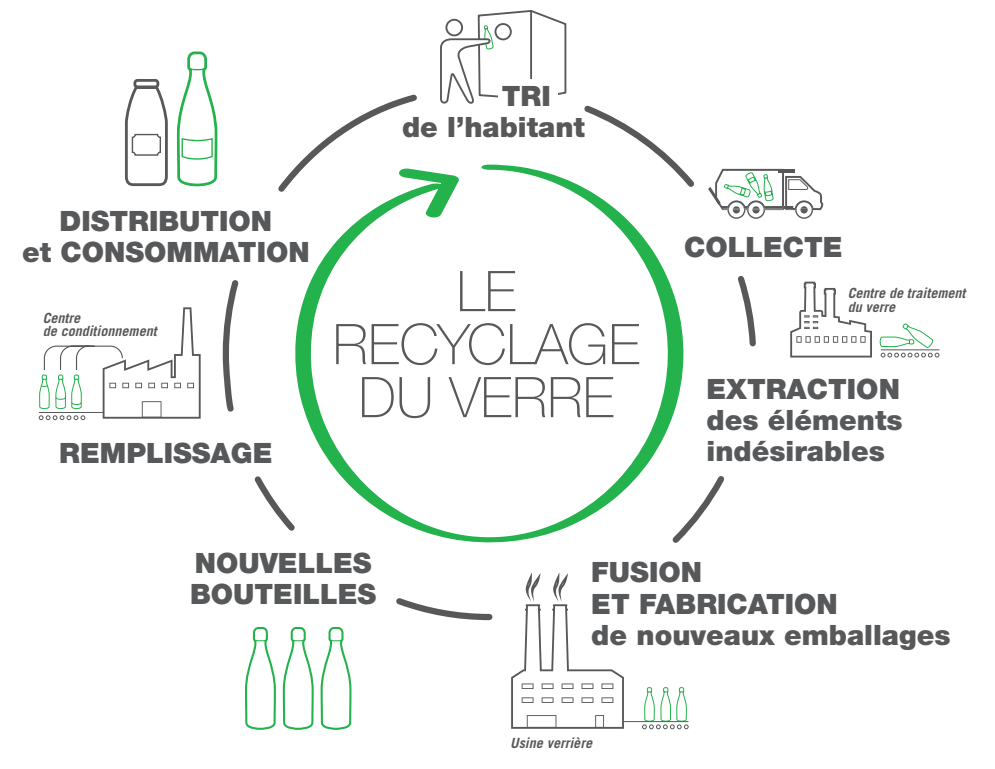 TRI
de l’habitant
COLLECTE
Centre de traitement
du verre
EXTRACTION
des éléments
indésirables
FUSION
ET FABRICATION
de nouveaux emballages
Usine verrière
NOUVELLES
BOUTEILLES
REMPLISSAGE
Centre
de conditionnement
DISTRIBUTION
et CONSOMMATION
LE
RECYCLAGE
DU VERRE